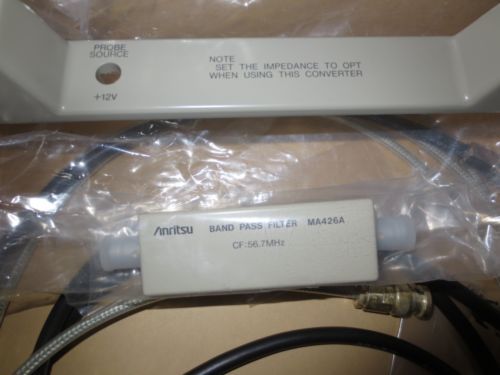 PROBE
SOURCE
+12V
NOTE
SET THE IMPEDANCE TO OPT.
WHEN USING THIS CONVERTER
Anritsu BAND PASS FILTER MA426A
CF:56.7MHz